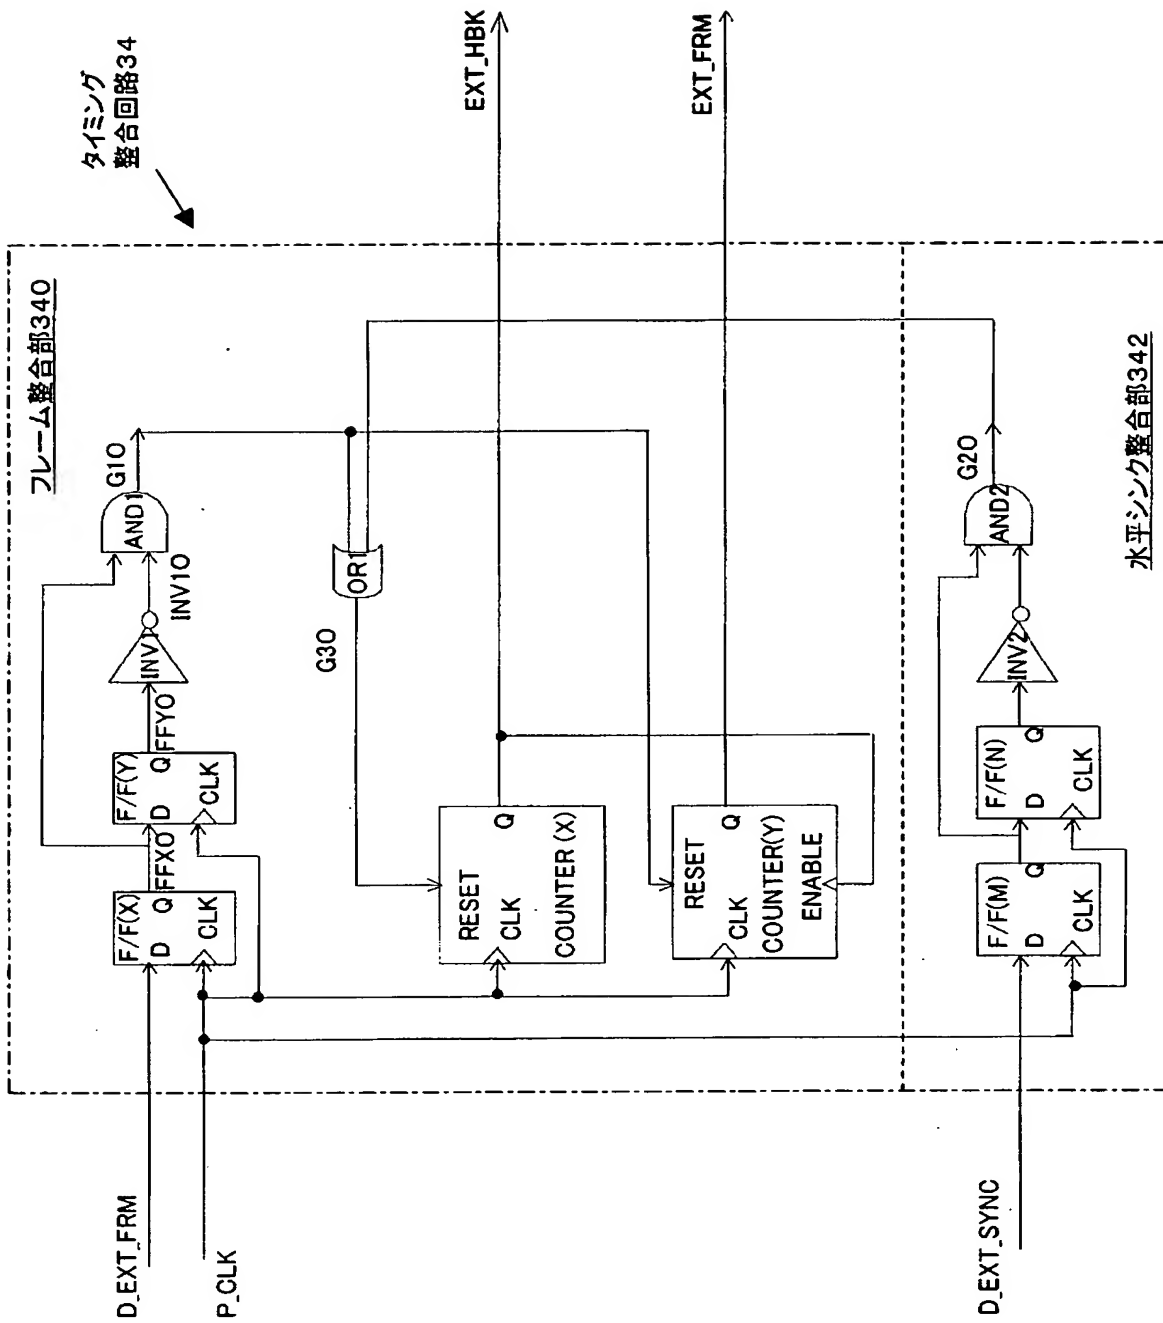 タイミング
整合回路34
フレーム整合部340
G1O
AND1
INV1O
INV1
FFYO
F/F(Y)
D
Q
CLK
FFXO
F/F(X)
D
Q
CLK
D_EXT_FRM
P_CLK
EXT_HBK
EXT_FRM
OR1
G3O
RESET
Q
CLK
COUNTER (X)
RESET
Q
CLK
COUNTER(Y)
ENABLE
水平シンク整合部342
G2O
AND2
INV2
F/F(N)
D
Q
CLK
F/F(M)
D
Q
CLK
D_EXT_SYNC